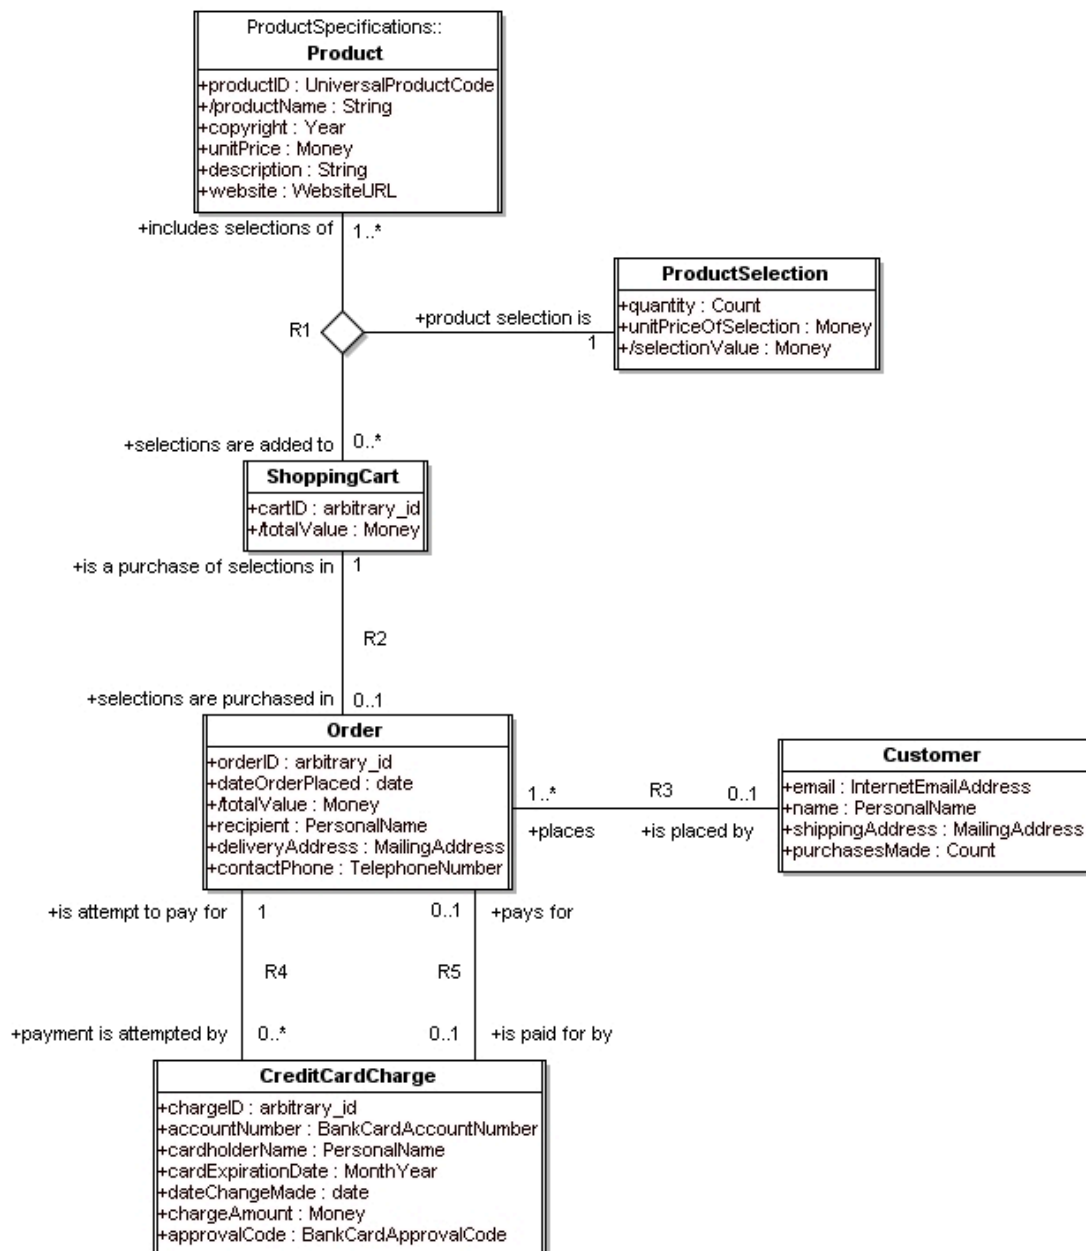 ProductSpecifications::
Product
+productID : UniversalProductCode
+/productName : String
+copyright : Year
+unitPrice : Money
+description : String
+website : WebsiteURL
+includes selections of
1..*
ProductSelection
+quantity : Count
+unitPriceOfSelection : Money
+/selectionValue : Money
R1
+product selection is
1
+selections are added to
0..*
ShoppingCart
+cartID : arbitrary_id
+/totalValue : Money
+is a purchase of selections in
1
R2
+selections are purchased in
0..1
Order
+orderID : arbitrary_id
+dateOrderPlaced : date
+/totalValue : Money
+recipient : PersonalName
+deliveryAddress : MailingAddress
+contactPhone : TelephoneNumber
1..*
R3
0..1
+places
+is placed by
Customer
+email : InternetEmailAddress
+name : PersonalName
+shippingAddress : MailingAddress
+purchasesMade : Count
+is attempt to pay for
1
0..1
+pays for
R4
R5
+payment is attempted by
0..*
0..1
+is paid for by
CreditCardCharge
+chargeID : arbitrary_id
+accountNumber : BankCardAccountNumber
+cardholderName : PersonalName
+cardExpirationDate : MonthYear
+dateChangeMade : date
+chargeAmount : Money
+approvalCode : BankCardApprovalCode